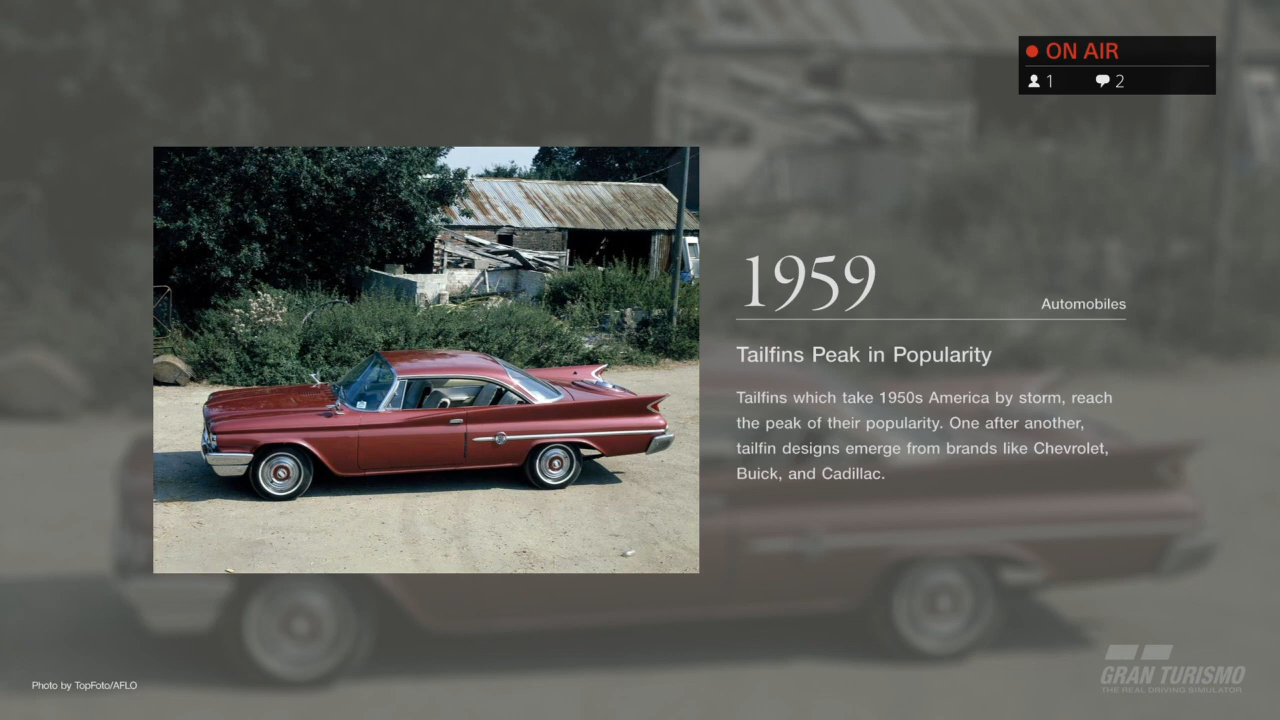 ON AIR
1 2
1959
Automobiles
Tailfins Peak in Popularity
Tailfins which take 1950s America by storm, reach
the peak of their popularity. One after another,
tailfin designs emerge from brands like Chevrolet,
Buick, and Cadillac.
Photo by TopFoto/AFLO
GRAN TURISMO
THE REAL DRIVING SIMULATOR